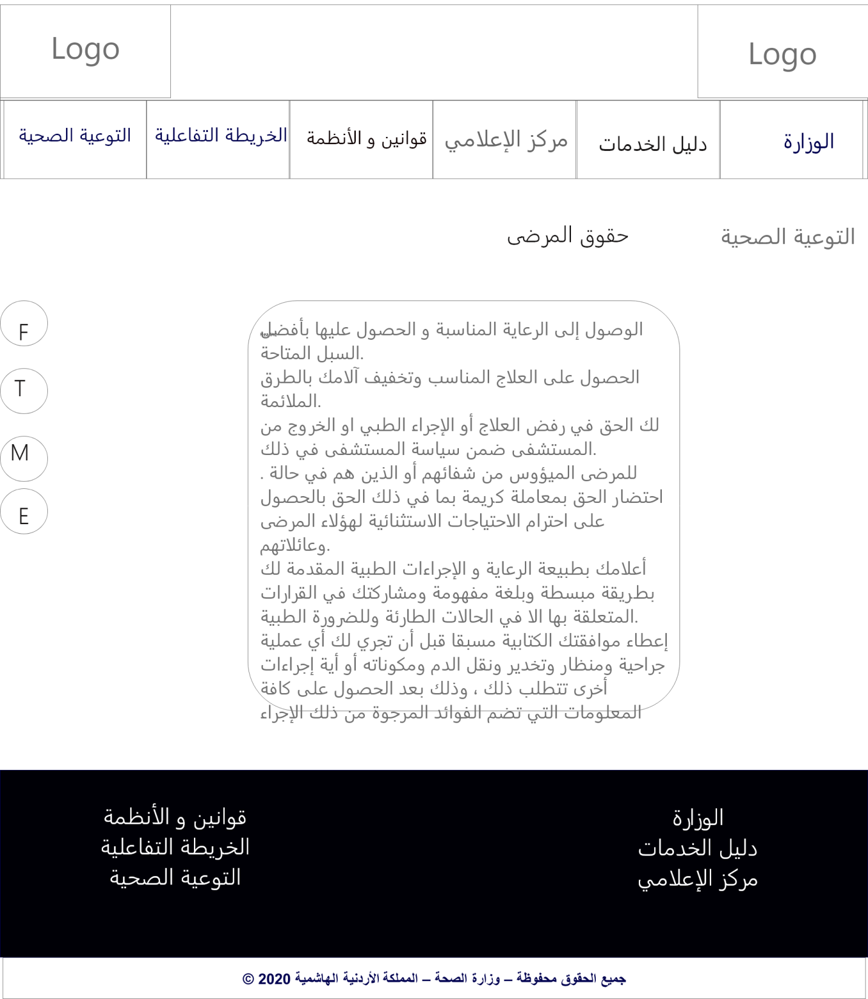 Logo
Logo
الوزارة
دليل الخدمات
مركز الإعلامي
قوانين و الأنظمة
الخريطة التفاعلية
التوعية الصحية
التوعية الصحية
حقوق المرضى
F
T
M
E
الوصول إلى الرعاية المناسبة و الحصول عليها بأفضل
السبل المتاحة.
الحصول على العلاج المناسب وتخفيف آلامك بالطرق
الملائمة.
لك الحق في رفض العلاج أو الإجراء الطبي او الخروج من
المستشفى ضمن سياسة المستشفى في ذلك.
للمرضى الميؤوس من شفائهم أو الذين هم في حالة .
احتضار الحق بمعاملة كريمة بما في ذلك الحق بالحصول
على احترام الاحتياجات الاستثنائية لهؤلاء المرضى
وعائلاتهم.
أعلامك بطبيعة الرعاية و الإجراءات الطبية المقدمة لك
بطريقة مبسطة وبلغة مفهومة ومشاركتك في القرارات
المتعلقة بها الا في الحالات الطارئة وللضرورة الطبية.
إعطاء موافقتك الكتابية مسبقا قبل أن تجري لك أي عملية
جراحية ومنظار وتخدير ونقل الدم ومكوناته أو أية إجراءات
أخرى تتطلب ذلك ، وذلك بعد الحصول على كافة
المعلومات التي تضم الفوائد المرجوة من ذلك الإجراء
الوزارة
دليل الخدمات
مركز الإعلامي
قوانين و الأنظمة
الخريطة التفاعلية
التوعية الصحية
جميع الحقوق محفوظة – وزارة الصحة – المملكة الأردنية الهاشمية 2020 ©